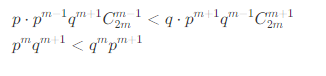 p · p^{m−1}q^{m+1}C_{2m}^{m−1} < q · p^{m+1}q^{m−1}C_{2m}^{m+1}
p^m q^{m+1} < q^m p^{m+1}